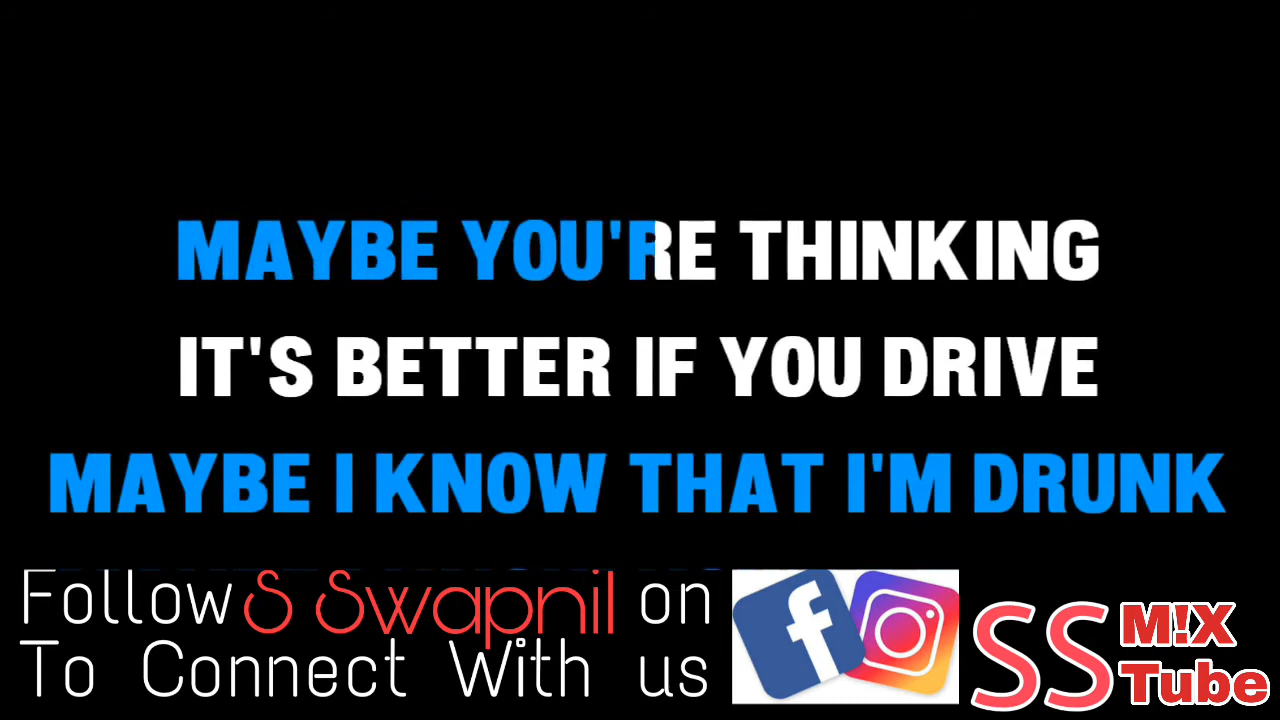 MAYBE YOU'RE THINKING
IT'S BETTER IF YOU DRIVE
MAYBE I KNOW THAT I'M DRUNK
Follow S Swapnil on
To Connect With us
SS M!X Tube